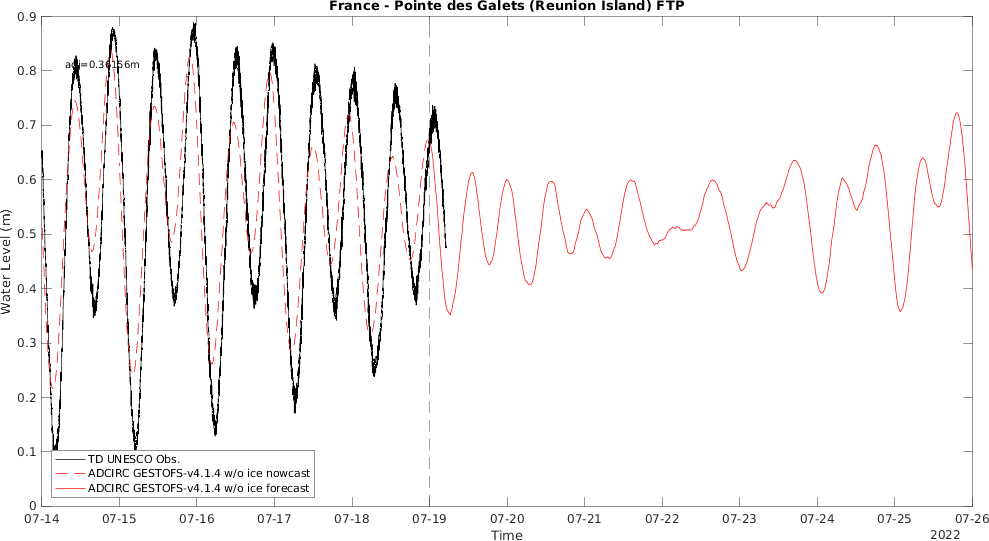 France - Pointe des Galets (Reunion Island) FTP
0.9
0.8
0.7
0.6
0.5
0.4
0.3
0.2
0.1
0
Water Level (m)
adj=0.36156m
TD UNESCO Obs.
ADCIRC GESTOFS-v4.1.4 w/o ice nowcast
ADCIRC GESTOFS-v4.1.4 w/o ice forecast
07-14 07-15 07-16 07-17 07-18 07-19 07-20 07-21 07-22 07-23 07-24 07-25 07-26
Time
2022